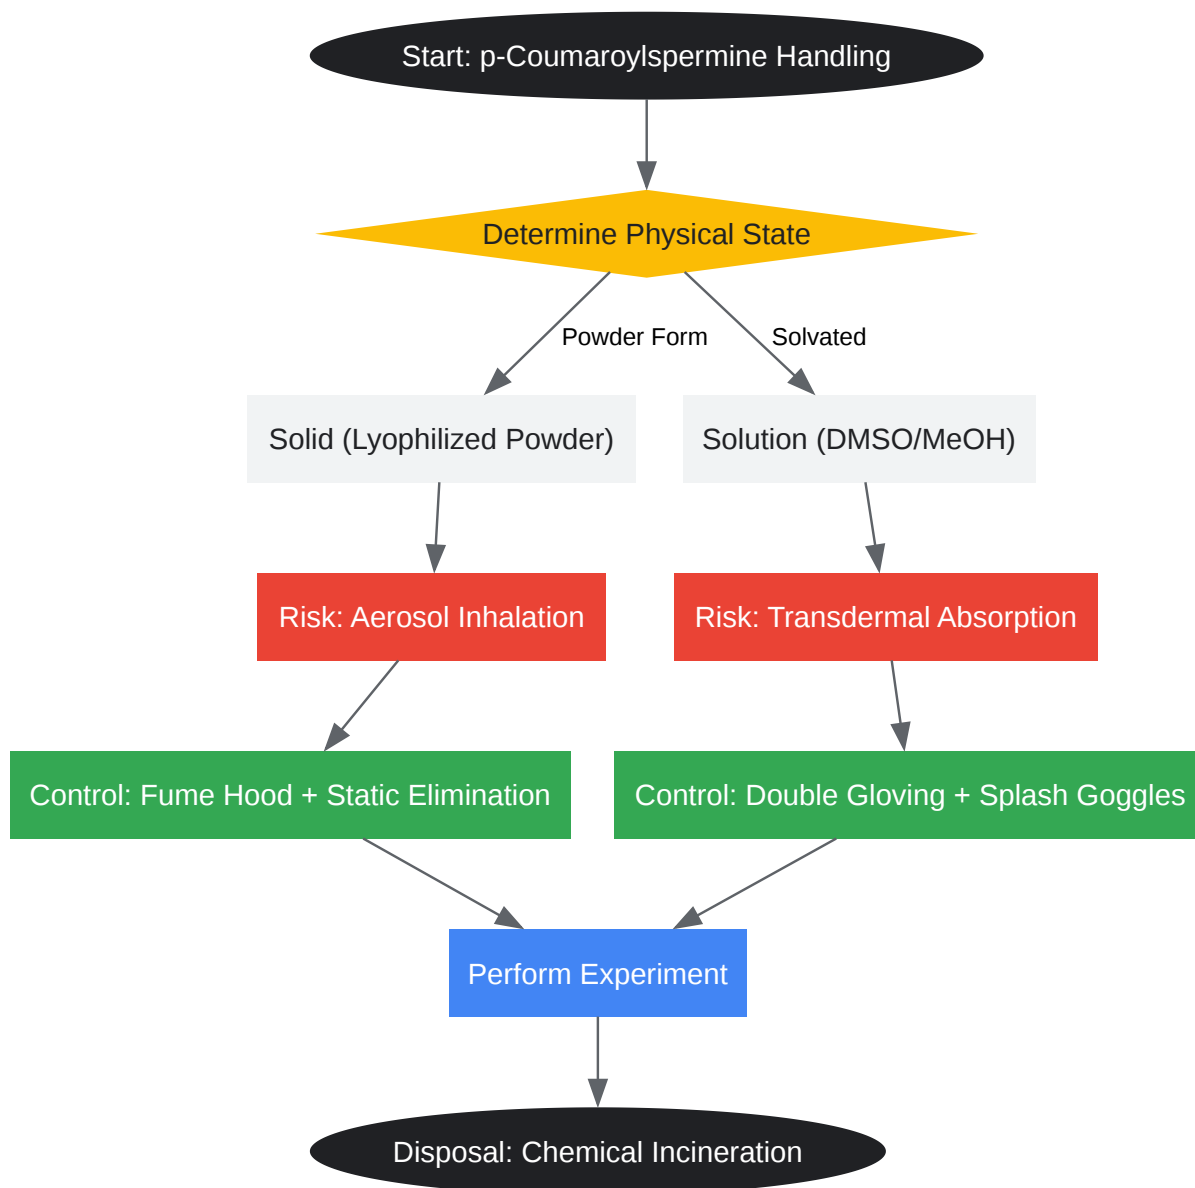 Start: p-Coumaroylspermine Handling
Determine Physical State
Powder Form
Solvated
Solid (Lyophilized Powder)
Solution (DMSO/MeOH)
Risk: Aerosol Inhalation
Risk: Transdermal Absorption
Control: Fume Hood + Static Elimination
Control: Double Gloving + Splash Goggles
Perform Experiment
Disposal: Chemical Incineration